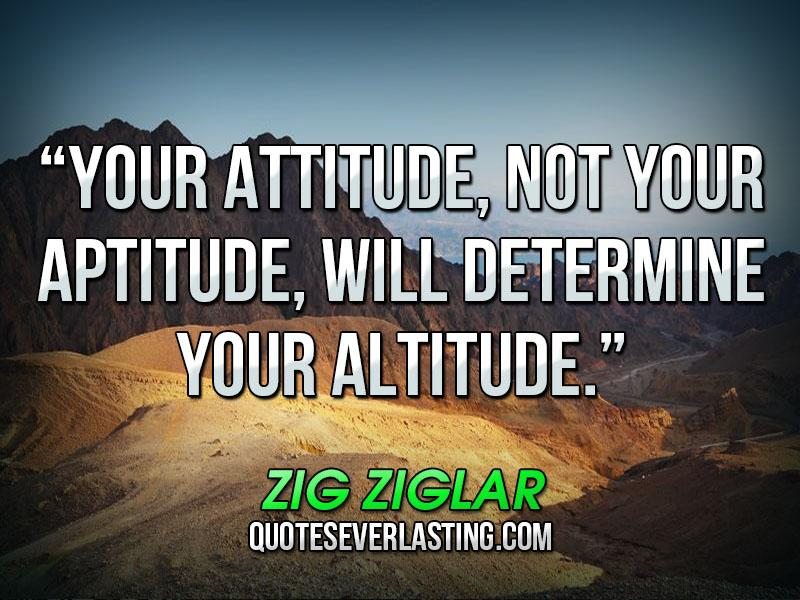 “YOUR ATTITUDE, NOT YOUR
APTITUDE, WILL DETERMINE
YOUR ALTITUDE.”
ZIG ZIGLAR
QUOTESEVERLASTING.COM